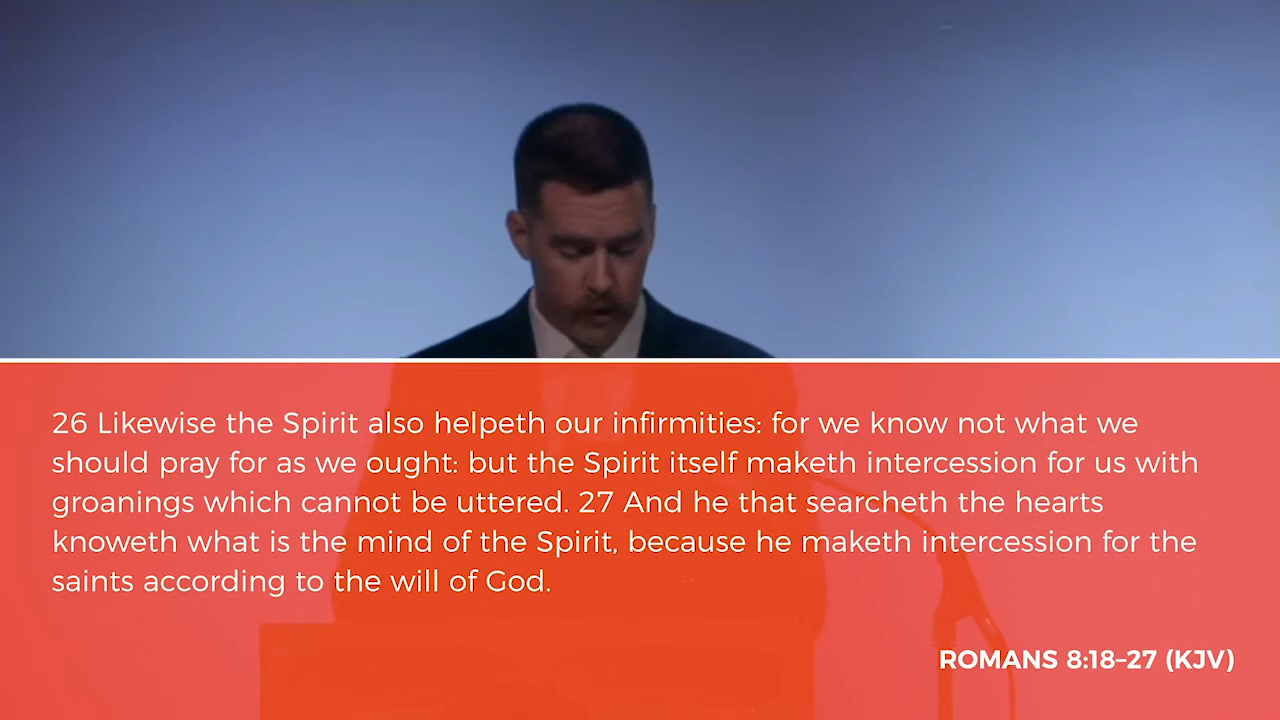 26 Likewise the Spirit also helpeth our infirmities: for we know not what we
should pray for as we ought: but the Spirit itself maketh intercession for us with
groanings which cannot be uttered. 27 And he that searcheth the hearts
knoweth what is the mind of the Spirit, because he maketh intercession for the
saints according to the will of God.
ROMANS 8:18–27 (KJV)